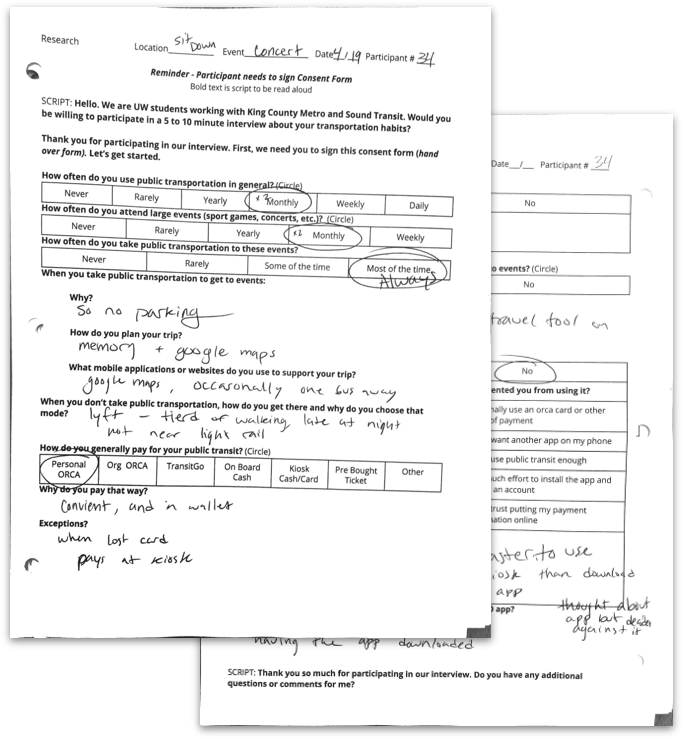 Research
Location sit Down Event concert Date 4/19 Participant # 34
Reminder - Participant needs to sign Consent Form
Bold text is script to be read aloud
SCRIPT: Hello. We are UW students working with King County Metro and Sound Transit. Would you
be willing to participate in a 5 to 10 minute interview about your transportation habits?
Thank you for participating in our interview. First, we need you to sign this consent form (hand
over form). Let's get started.
How often do you use public transportation in general? (Circle)
Never Rarely Yearly Monthly Weekly Daily
How often do you attend large events (sport games, concerts, etc.)? (Circle)
Never Rarely Yearly x2 Monthly Weekly
How often do you take public transportation to these events?
Never Rarely Some of the time Most of the time
Always
When you take public transportation to get to events:
Why?
So no parking
How do you plan your trip?
memory + google maps
What mobile applications or websites do you use to support your trip?
google maps, occasonally one bus away
When you don't take public transportation, how do you get there and why do you choose that
mode? lyft - tierd or walking late at night
not near light rail
How do you generally pay for your public transit? (Circle)
Personal ORCA Org ORCA TransitGo On Board Cash Kiosk Cash/Card Pre Bought Ticket Other
Why do you pay that way?
Convient, and in wallet
Exceptions?
when lost card
pays at kiosk
Date _/_ Participant # 34
No
o events? (Circle)
No
travel tool on
No
ented you from using it?
nally use an orca card or other
of payment
want another app on my phone
use public transit enough
uch effort to install the app and
an account
trust putting my payment
ation online
aster to use
iosk than download
app
app? thought about
app but decided
against it
having the app downloaded
SCRIPT: Thank you so much for participating in our interview. Do you have any additional
questions or comments for me?